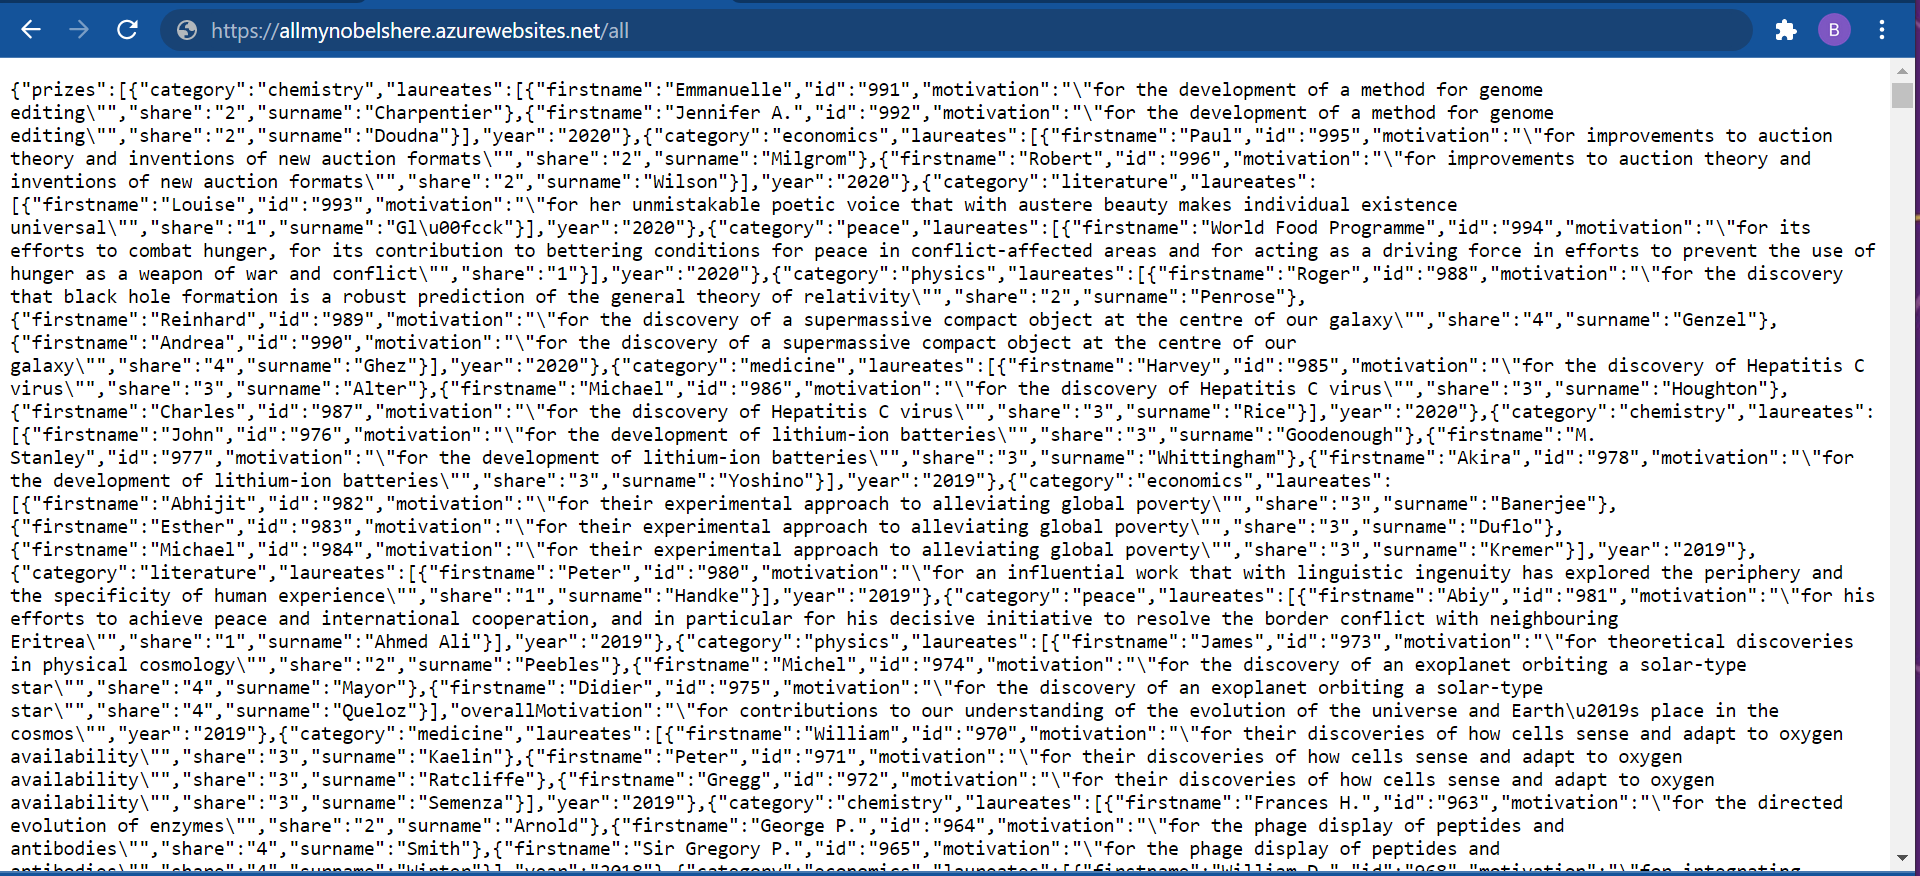 https://allmynobelshere.azurewebsites.net/all
B
{"prizes":[{"category":"chemistry","laureates":[{"firstname":"Emmanuelle","id":"991","motivation":"\"for the development of a method for genome
editing\"","share":"2","surname":"Charpentier"},{"firstname":"Jennifer A.","id":"992","motivation":"\"for the development of a method for genome
editing\"","share":"2","surname":"Doudna"}],"year":"2020"},{"category":"economics","laureates":[{"firstname":"Paul","id":"995","motivation":"\"for improvements to auction
theory and inventions of new auction formats\"","share":"2","surname":"Milgrom"},{"firstname":"Robert","id":"996","motivation":"\"for improvements to auction theory and
inventions of new auction formats\"","share":"2","surname":"Wilson"}],"year":"2020"},{"category":"literature","laureates":
[{"firstname":"Louise","id":"993","motivation":"\"for her unmistakable poetic voice that with austere beauty makes individual existence
universal\"","share":"1","surname":"Gl\u00fcck"}],"year":"2020"},{"category":"peace","laureates":[{"firstname":"World Food Programme","id":"994","motivation":"\"for its
efforts to combat hunger, for its contribution to bettering conditions for peace in conflict-affected areas and for acting as a driving force in efforts to prevent the use of
hunger as a weapon of war and conflict\"","share":"1"}],"year":"2020"},{"category":"physics","laureates":[{"firstname":"Roger","id":"988","motivation":"\"for the discovery
that black hole formation is a robust prediction of the general theory of relativity\"","share":"2","surname":"Penrose"},
{"firstname":"Reinhard","id":"989","motivation":"\"for the discovery of a supermassive compact object at the centre of our galaxy\"","share":"4","surname":"Genzel"},
{"firstname":"Andrea","id":"990","motivation":"\"for the discovery of a supermassive compact object at the centre of our
galaxy\"","share":"4","surname":"Ghez"}],"year":"2020"},{"category":"medicine","laureates":[{"firstname":"Harvey","id":"985","motivation":"\"for the discovery of Hepatitis C
virus\"","share":"3","surname":"Alter"},{"firstname":"Michael","id":"986","motivation":"\"for the discovery of Hepatitis C virus\"","share":"3","surname":"Houghton"},
{"firstname":"Charles","id":"987","motivation":"\"for the discovery of Hepatitis C virus\"","share":"3","surname":"Rice"}],"year":"2020"},{"category":"chemistry","laureates":
[{"firstname":"John","id":"976","motivation":"\"for the development of lithium-ion batteries\"","share":"3","surname":"Goodenough"},{"firstname":"M.
Stanley","id":"977","motivation":"\"for the development of lithium-ion batteries\"","share":"3","surname":"Whittingham"},{"firstname":"Akira","id":"978","motivation":"\"for
the development of lithium-ion batteries\"","share":"3","surname":"Yoshino"}],"year":"2019"},{"category":"economics","laureates":
[{"firstname":"Abhijit","id":"982","motivation":"\"for their experimental approach to alleviating global poverty\"","share":"3","surname":"Banerjee"},
{"firstname":"Esther","id":"983","motivation":"\"for their experimental approach to alleviating global poverty\"","share":"3","surname":"Duflo"},
{"firstname":"Michael","id":"984","motivation":"\"for their experimental approach to alleviating global poverty\"","share":"3","surname":"Kremer"}],"year":"2019"},
{"category":"literature","laureates":[{"firstname":"Peter","id":"980","motivation":"\"for an influential work that with linguistic ingenuity has explored the periphery and
the specificity of human experience\"","share":"1","surname":"Handke"}],"year":"2019"},{"category":"peace","laureates":[{"firstname":"Abiy","id":"981","motivation":"\"for his
efforts to achieve peace and international cooperation, and in particular for his decisive initiative to resolve the border conflict with neighbouring
Eritrea\"","share":"1","surname":"Ahmed Ali"}],"year":"2019"},{"category":"physics","laureates":[{"firstname":"James","id":"973","motivation":"\"for theoretical discoveries
in physical cosmology\"","share":"2","surname":"Peebles"},{"firstname":"Michel","id":"974","motivation":"\"for the discovery of an exoplanet orbiting a solar-type
star\"","share":"4","surname":"Mayor"},{"firstname":"Didier","id":"975","motivation":"\"for the discovery of an exoplanet orbiting a solar-type
star\"","share":"4","surname":"Queloz"}],"overallMotivation":"\"for contributions to our understanding of the evolution of the universe and Earth\u2019s place in the
cosmos\"","year":"2019"},{"category":"medicine","laureates":[{"firstname":"William","id":"970","motivation":"\"for their discoveries of how cells sense and adapt to oxygen
availability\"","share":"3","surname":"Kaelin"},{"firstname":"Peter","id":"971","motivation":"\"for their discoveries of how cells sense and adapt to oxygen
availability\"","share":"3","surname":"Ratcliffe"},{"firstname":"Gregg","id":"972","motivation":"\"for their discoveries of how cells sense and adapt to oxygen
availability\"","share":"3","surname":"Semenza"}],"year":"2019"},{"category":"chemistry","laureates":[{"firstname":"Frances H.","id":"963","motivation":"\"for the directed
evolution of enzymes\"","share":"2","surname":"Arnold"},{"firstname":"George P.","id":"964","motivation":"\"for the phage display of peptides and
antibodies\"","share":"4","surname":"Smith"},{"firstname":"Sir Gregory P.","id":"965","motivation":"\"for the phage display of peptides and
antibodies\"","share":"4","surname":"Winter"}],"year":"2018"},{"category":"economics","laureates":[{"firstname":"William D.","id":"968","motivation":"\"for integrating